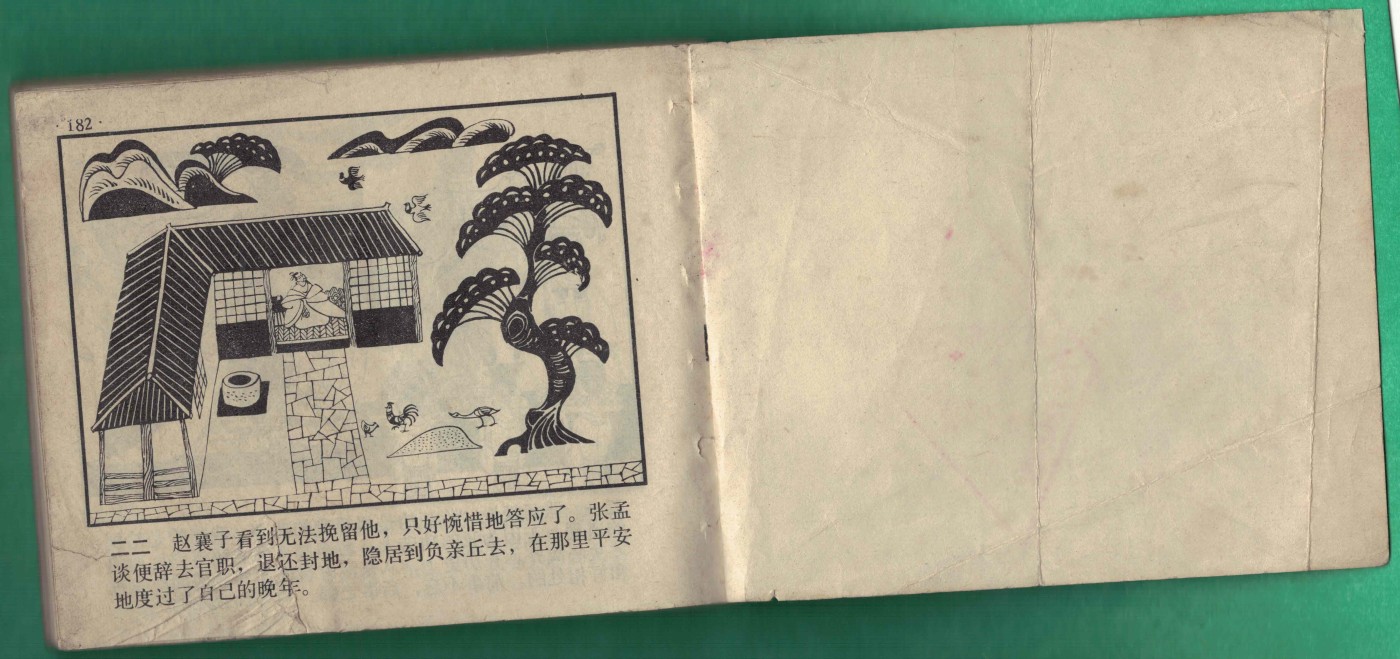 ·182·
二二 赵襄子看到无法挽留他，只好惋惜地答应了。张孟
谈便辞去官职，退还封地，隐居到负亲丘去，在那里平安
地度过了自己的晚年。